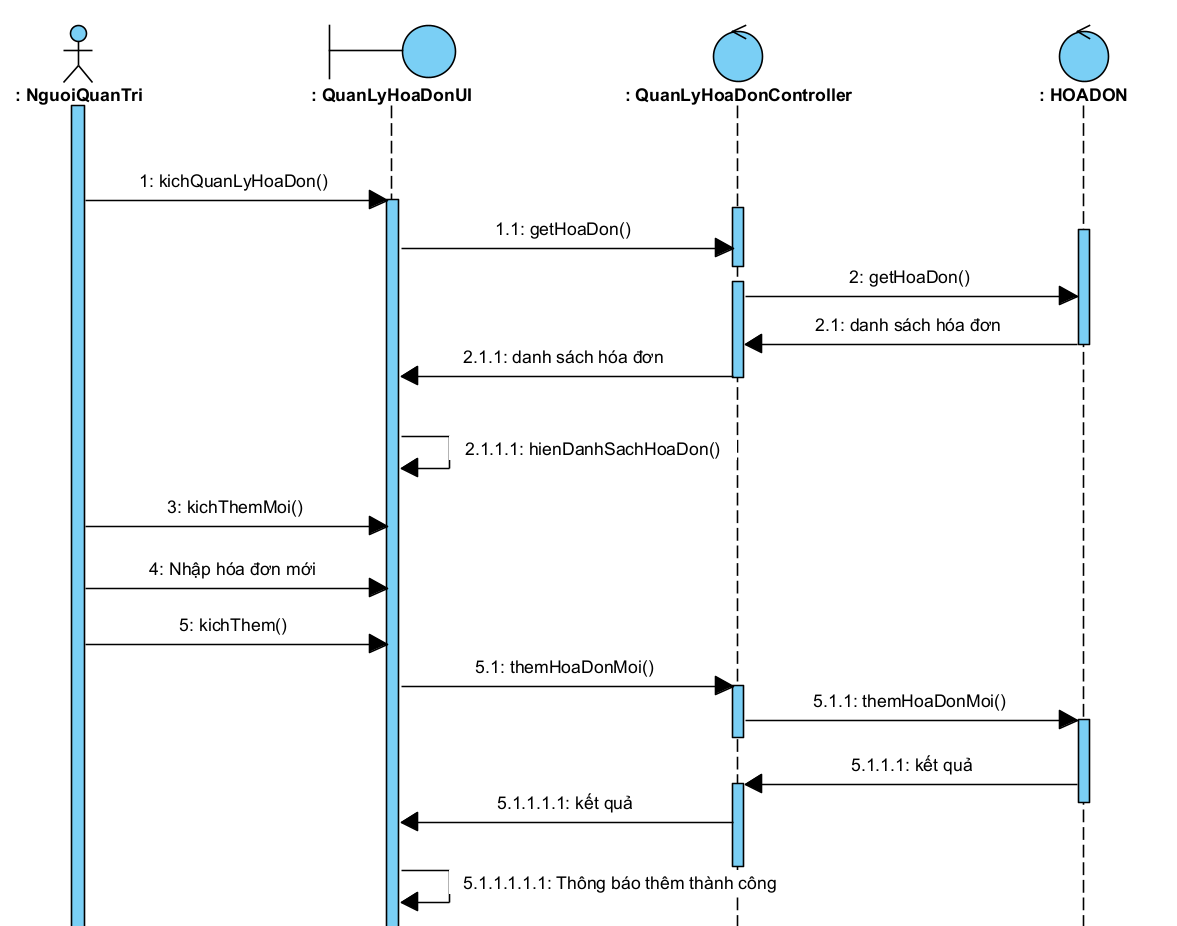 : NguoiQuanTri
: QuanLyHoaDonUI
: QuanLyHoaDonController
: HOADON
1: kichQuanLyHoaDon()
1.1: getHoaDon()
2: getHoaDon()
2.1: danh sách hóa đơn
2.1.1: danh sách hóa đơn
2.1.1.1: hienDanhSachHoaDon()
3: kichThemMoi()
4: Nhập hóa đơn mới
5: kichThem()
5.1: themHoaDonMoi()
5.1.1: themHoaDonMoi()
5.1.1.1: kết quả
5.1.1.1.1: kết quả
5.1.1.1.1.1: Thông báo thêm thành công